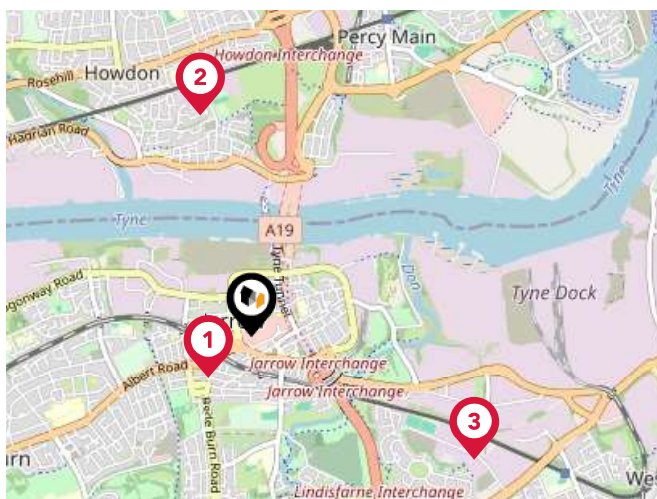 Percy Main
Howdon Interchange
Howdon
Rosehill
2
Hadrian Road
Tyne
Tyne
A19
Tyne Tunnel
Don
Tyne Dock
1
Jarrow Interchange
Albert Road
Jarrow Interchange
Bede Burn Road
3
Lindisfarne Interchange